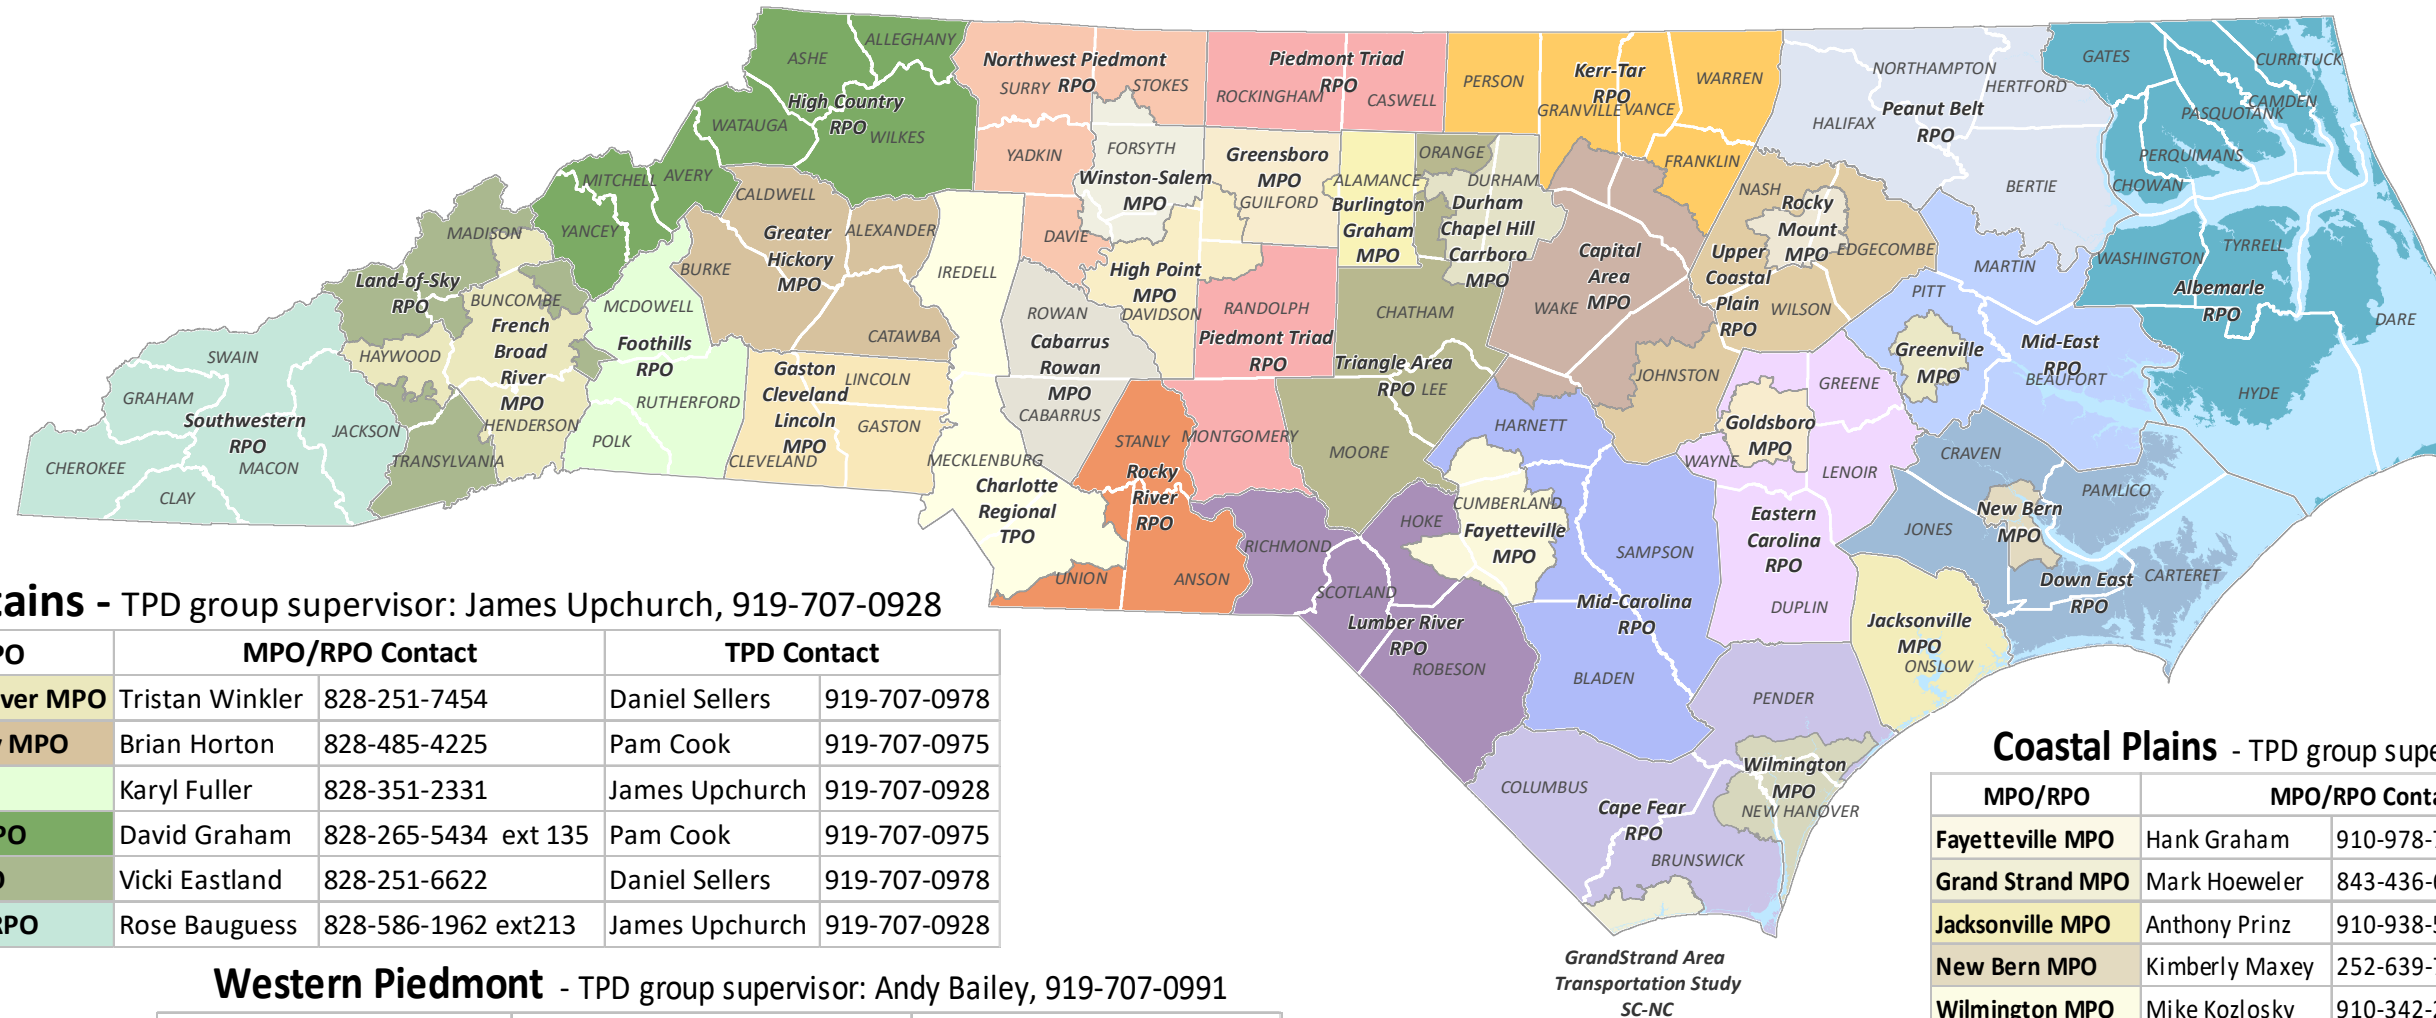 ASHE
ALLEGHANY
High Country
RPO
WATAUGA
WILKES
MITCHELL
AVERY
YANCEY
Northwest Piedmont
RPO
SURRY
STOKES
YADKIN
DAVIE
Piedmont Triad
RPO
ROCKINGHAM
CASWELL
PERSON
Kerr-Tar
RPO
GRANVILLE
VANCE
WARREN
FRANKLIN
NORTHAMPTON
HERTFORD
Peanut Belt
RPO
HALIFAX
BERTIE
GATES
CURRITUCK
CAMDEN
PASQUOTANK
PERQUIMANS
CHOWAN
WASHINGTON
TYRRELL
Albemarle
RPO
DARE
HYDE
FORSYTH
Winston-Salem
MPO
Greensboro
MPO
GUILFORD
ALAMANCE
Burlington
Graham
MPO
ORANGE
DURHAM
Durham
Chapel Hill
Carrboro
MPO
NASH
Rocky
Mount
MPO
EDGECOMBE
Upper
Coastal
Plain
RPO
WILSON
JOHNSTON
Capital
Area
MPO
WAKE
MARTIN
PITT
Greenville
MPO
Mid-East
RPO
BEAUFORT
MADISON
Land-of-Sky
RPO
BUNCOMBE
French
Broad
River
MPO
HAYWOOD
HENDERSON
TRANSYLVANIA
SWAIN
GRAHAM
Southwestern
RPO
JACKSON
CHEROKEE
MACON
CLAY
MCDOWELL
Foothills
RPO
RUTHERFORD
POLK
CALDWELL
ALEXANDER
Greater
Hickory
MPO
BURKE
CATAWBA
Gaston
Cleveland
Lincoln
MPO
LINCOLN
GASTON
CLEVELAND
IREDELL
MECKLENBURG
Charlotte
Regional
TPO
ROWAN
Cabarrus
Rowan
MPO
CABARRUS
High Point
MPO
DAVIDSON
RANDOLPH
Piedmont Triad
RPO
MONTGOMERY
STANLY
Rocky
River
RPO
UNION
ANSON
CHATHAM
Triangle Area
RPO
LEE
MOORE
HARNETT
CUMBERLAND
Fayetteville
MPO
HOKE
RICHMOND
SCOTLAND
Lumber River
RPO
ROBESON
SAMPSON
Mid-Carolina
RPO
BLADEN
GREENE
Goldsboro
MPO
WAYNE
LENOIR
Eastern
Carolina
RPO
DUPLIN
CRAVEN
PAMLICO
New Bern
MPO
JONES
Down East
RPO
CARTERET
Jacksonville
MPO
ONSLOW
PENDER
Wilmington
MPO
NEW HANOVER
COLUMBUS
Cape Fear
RPO
BRUNSWICK
GrandStrand Area
Transportation Study
SC-NC
tains - TPD group supervisor: James Upchurch, 919-707-0928
PO MPO/RPO Contact TPD Contact
ver MPO Tristan Winkler 828-251-7454 Daniel Sellers 919-707-0978
MPO Brian Horton 828-485-4225 Pam Cook 919-707-0975
Karyl Fuller 828-351-2331 James Upchurch 919-707-0928
PO David Graham 828-265-5434 ext 135 Pam Cook 919-707-0975
Vicki Eastland 828-251-6622 Daniel Sellers 919-707-0978
RPO Rose Bauguess 828-586-1962 ext213 James Upchurch 919-707-0928
Western Piedmont - TPD group supervisor: Andy Bailey, 919-707-0991
Coastal Plains - TPD group supe
MPO/RPO MPO/RPO Conta
Fayetteville MPO Hank Graham 910-978-
Grand Strand MPO Mark Hoeweler 843-436-
Jacksonville MPO Anthony Prinz 910-938-
New Bern MPO Kimberly Maxey 252-639-
Wilmington MPO Mike Kozlosky 910-342-